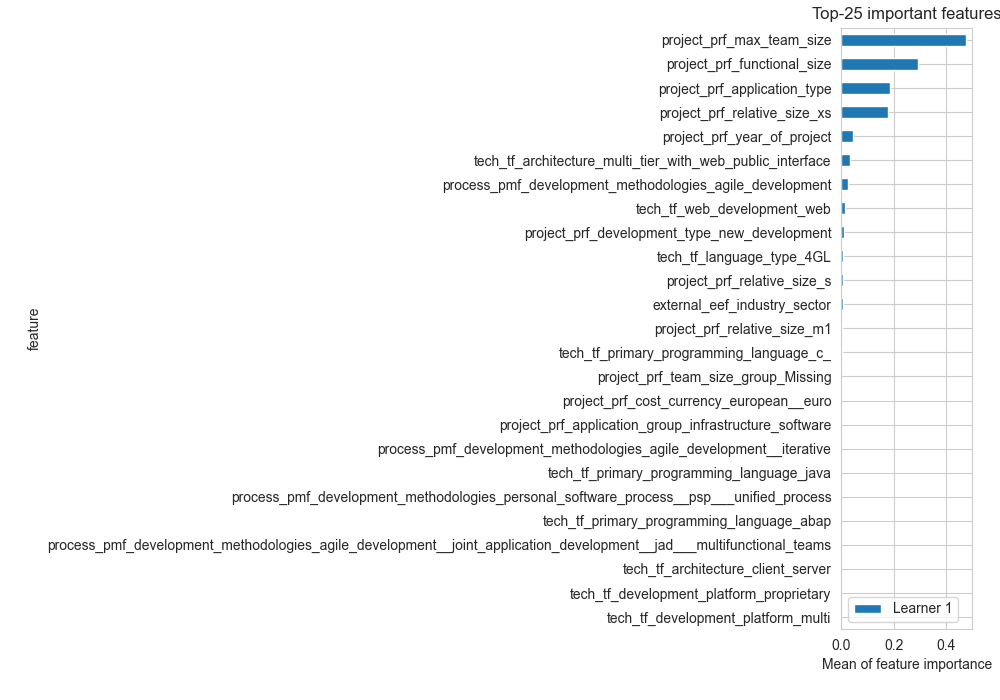 Top-25 important features
project_prf_max_team_size
project_prf_functional_size
project_prf_application_type
project_prf_relative_size_xs
project_prf_year_of_project
tech_tf_architecture_multi_tier_with_web_public_interface
process_pmf_development_methodologies_agile_development
tech_tf_web_development_web
project_prf_development_type_new_development
tech_tf_language_type_4GL
project_prf_relative_size_s
external_eef_industry_sector
feature
project_prf_relative_size_m1
tech_tf_primary_programming_language_c_
project_prf_team_size_group_Missing
project_prf_cost_currency_european__euro
project_prf_application_group_infrastructure_software
process_pmf_development_methodologies_agile_development__iterative
tech_tf_primary_programming_language_java
process_pmf_development_methodologies_personal_software_process__psp___unified_process
tech_tf_primary_programming_language_abap
process_pmf_development_methodologies_agile_development__joint_application_development__jad___multifunctional_teams
tech_tf_architecture_client_server
tech_tf_development_platform_proprietary
tech_tf_development_platform_multi
Learner 1
0.0 0.2 0.4
Mean of feature importance